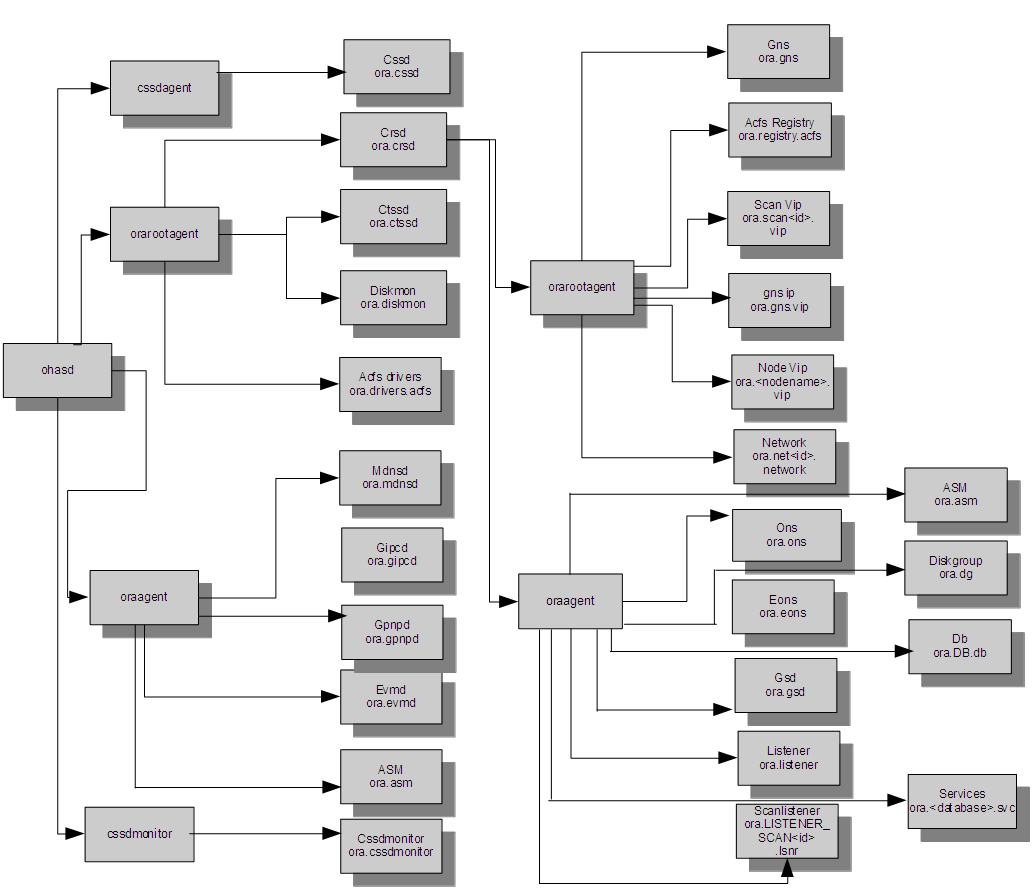 ohasd
cssdagent
orarootagent
oraagent
cssdmonitor
Cssd
ora.cssd
Crsd
ora.crsd
Ctssd
ora.ctssd
Diskmon
ora.diskmon
Acfs drivers
ora.drivers.acfs
Mdnsd
ora.mdnsd
Gipcd
ora.gipcd
Gpnpd
ora.gpnpd
Evmd
ora.evmd
ASM
ora.asm
Cssdmonitor
ora.cssdmonitor
orarootagent
oraagent
Gns
ora.gns
Acfs Registry
ora.registry.acfs
Scan Vip
ora.scan<id>.
vip
gns ip
ora.gns.vip
Node Vip
ora.<nodename>.
vip
Network
ora.net<id>.
network
Ons
ora.ons
Eons
ora.eons
Gsd
ora.gsd
Listener
ora.listener
Scanlistener
ora.LISTENER_
SCAN<id>
.lsnr
ASM
ora.asm
Diskgroup
ora.dg
Db
ora.DB.db
Services
ora.<database>.svc